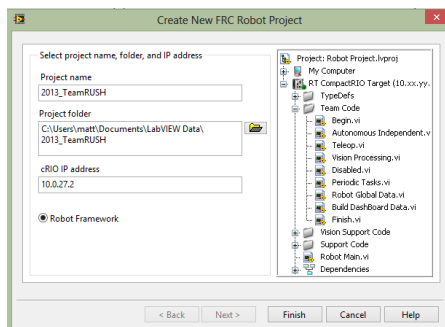 Create New FRC Robot Project
Select project name, folder, and IP address
Project name
2013_TeamRUSH
Project folder
C:\Users\matt\Documents\LabVIEW Data\
2013_TeamRUSH
cRIO IP address
10.0.27.2
Robot Framework
Project: Robot Project.lvproj
My Computer
RT CompactRIO Target (10.xx.yy.
TypeDefs
Team Code
Begin.vi
Autonomous Independent.v
Teleop.vi
Vision Processing.vi
Disabled.vi
Periodic Tasks.vi
Robot Global Data.vi
Build DashBoard Data.vi
Finish.vi
Vision Support Code
Support Code
Robot Main.vi
Dependencies
< Back
Next >
Finish
Cancel
Help